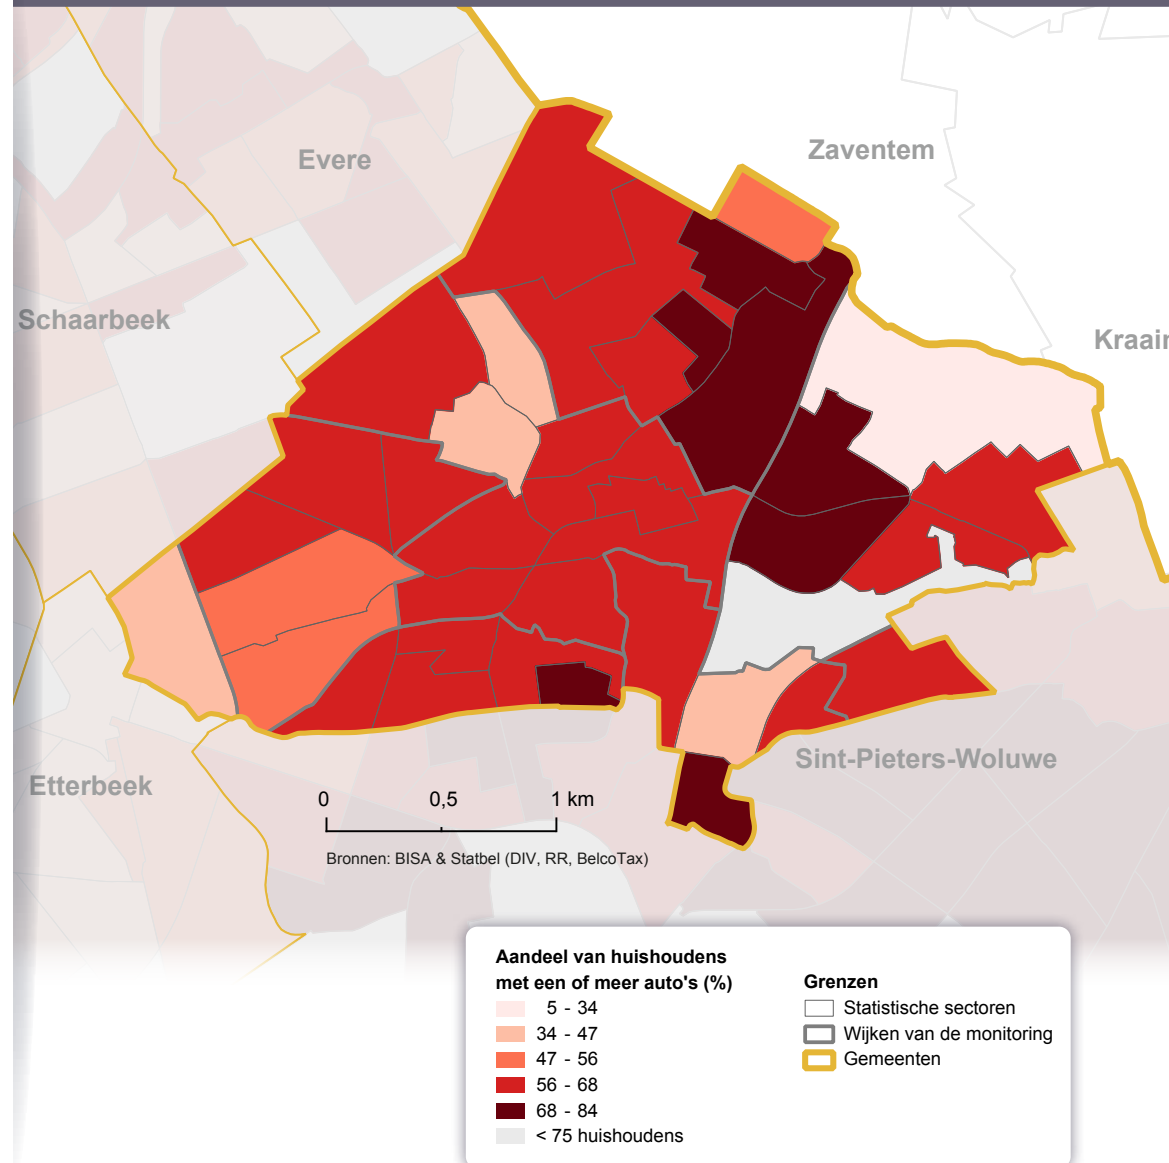 Evere
Zaventem
Schaarbeek
Etterbeek
Sint-Pieters-Woluwe
0 0,5 1 km
Bronnen: BISA & Statbel (DIV, RR, BelcoTax)
Aandeel van huishoudens
met een of meer auto's (%)
5 - 34
34 - 47
47 - 56
56 - 68
68 - 84
< 75 huishoudens
Grenzen
Statistische sectoren
Wijken van de monitoring
Gemeenten